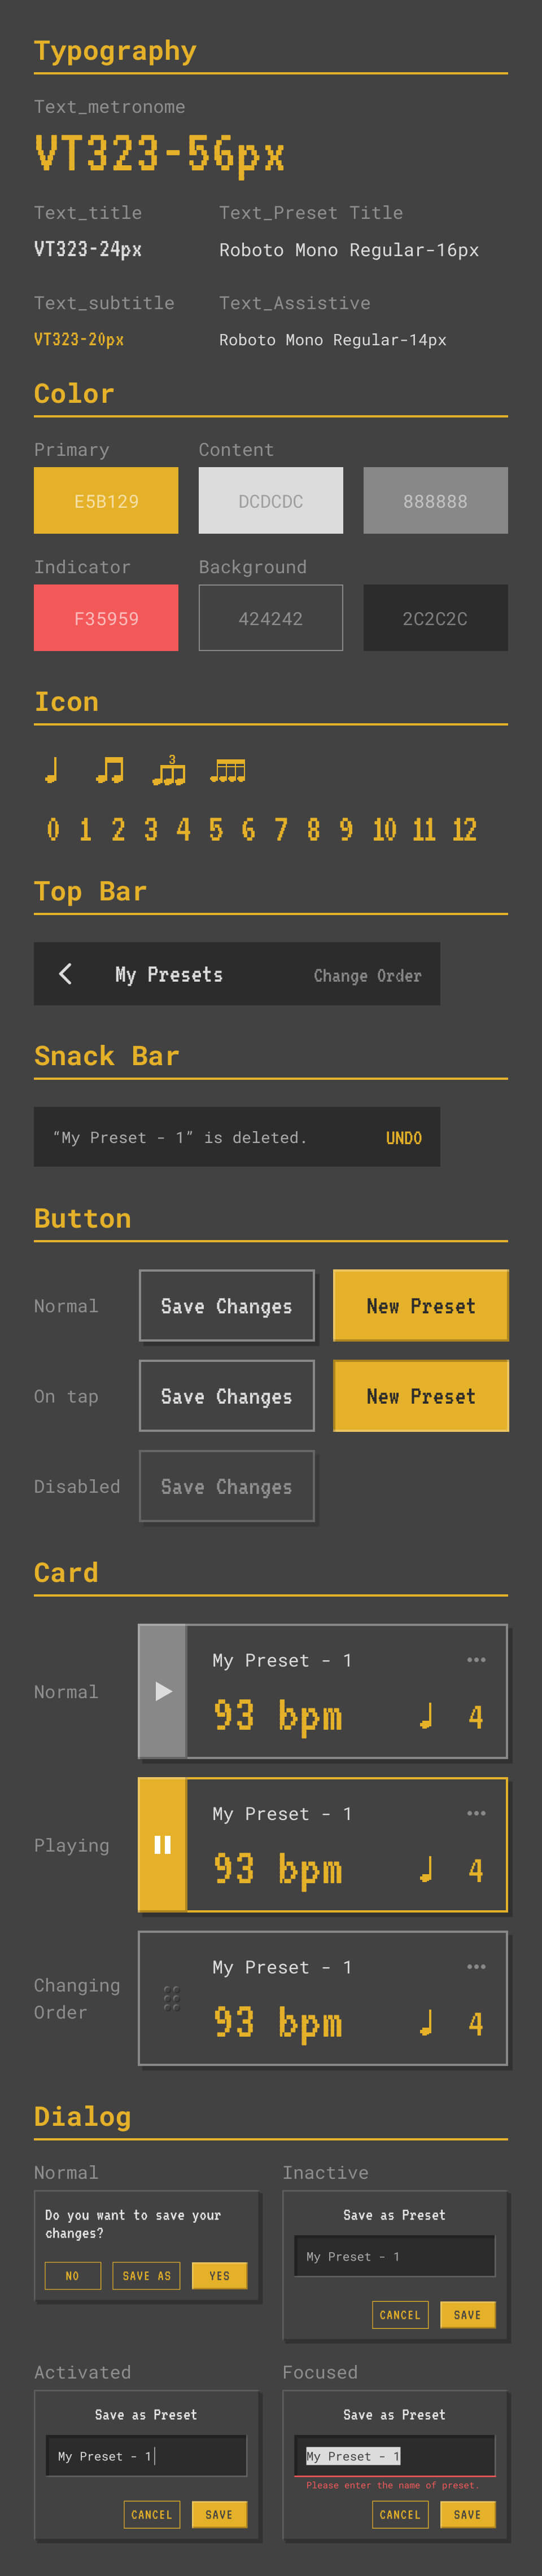 Typography
Text_metronome
VT323-56px
Text_title
Text_Preset Title
VT323-24px
Roboto Mono Regular-16px
Text_subtitle
Text_Assistive
VT323-20px
Roboto Mono Regular-14px
Color
Primary
Content
E5B129
DCDCDC
888888
Indicator
Background
F35959
424242
2C2C2C
Icon
3
0 1 2 3 4 5 6 7 8 9 10 11 12
Top Bar
My Presets
Change Order
Snack Bar
“My Preset - 1” is deleted.
UNDO
Button
Normal
Save Changes
New Preset
On tap
Save Changes
New Preset
Disabled
Save Changes
Card
Normal
My Preset - 1
93 bpm
4
Playing
My Preset - 1
93 bpm
4
Changing
Order
My Preset - 1
93 bpm
4
Dialog
Normal
Do you want to save your
changes?
NO
SAVE AS
YES
Inactive
Save as Preset
My Preset - 1
CANCEL
SAVE
Activated
Save as Preset
My Preset - 1
CANCEL
SAVE
Focused
Save as Preset
My Preset - 1
Please enter the name of preset.
CANCEL
SAVE